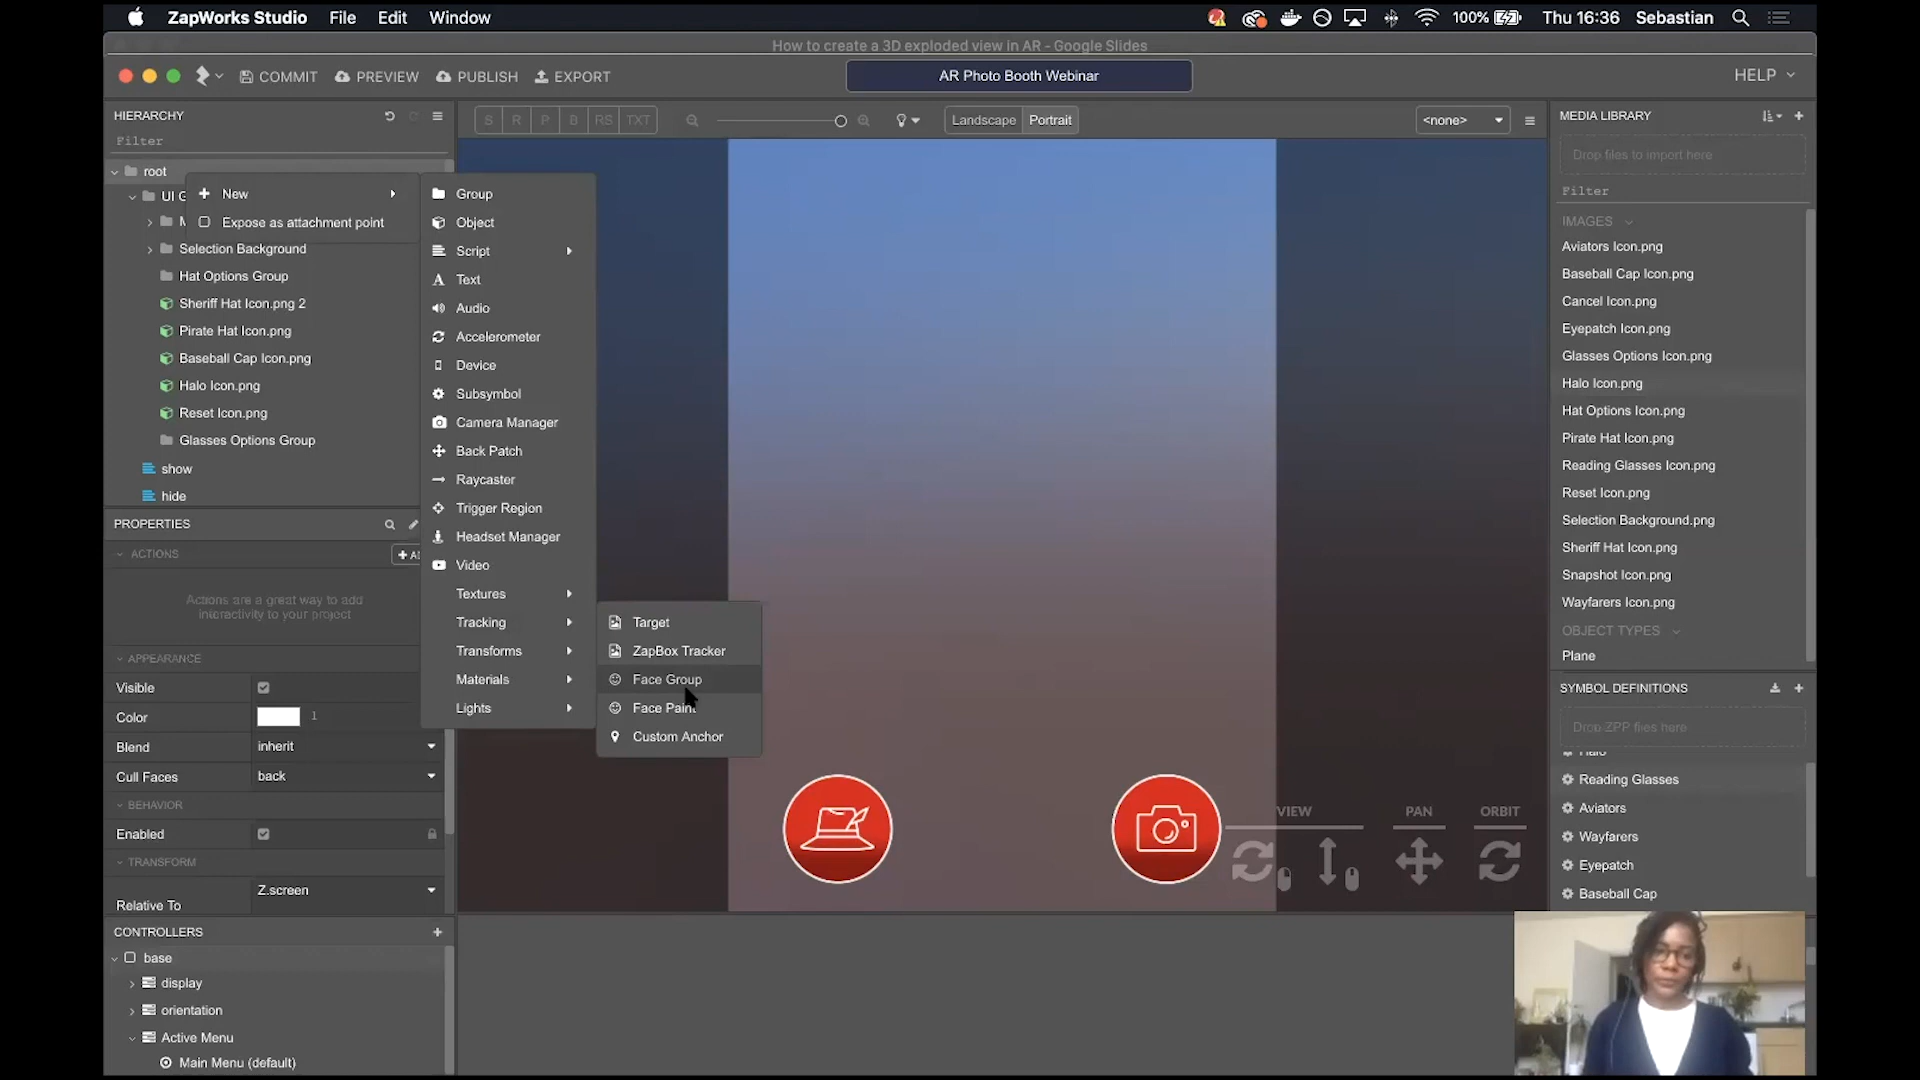 ZapWorks Studio File Edit Window 100% Thu 16:36 Sebastian
How to create a 3D exploded view in AR - Google Slides
COMMIT PREVIEW PUBLISH EXPORT AR Photo Booth Webinar HELP
HIERARCHY
Filter
root
UI G
M
Selection Background
Hat Options Group
Sheriff Hat Icon.png 2
Pirate Hat Icon.png
Baseball Cap Icon.png
Halo Icon.png
Reset Icon.png
Glasses Options Group
show
hide
New
Expose as attachment point
Group
Object
Script
Text
Audio
Accelerometer
Device
Subsymbol
Camera Manager
Back Patch
Raycaster
Trigger Region
Headset Manager
Video
Textures
Tracking
Transforms
Materials
Lights
Target
ZapBox Tracker
Face Group
Face Paint
Custom Anchor
PROPERTIES
ACTIONS
Actions are a great way to add
interactivity to your project
APPEARANCE
Visible
Color 1
Blend inherit
Cull Faces back
BEHAVIOR
Enabled
TRANSFORM
Relative To Z.screen
CONTROLLERS
base
display
orientation
Active Menu
Main Menu (default)
S R P B RS TXT Landscape Portrait <none>
VIEW PAN ORBIT
MEDIA LIBRARY
Drop files to import here
Filter
IMAGES
Aviators Icon.png
Baseball Cap Icon.png
Cancel Icon.png
Eyepatch Icon.png
Glasses Options Icon.png
Halo Icon.png
Hat Options Icon.png
Pirate Hat Icon.png
Reading Glasses Icon.png
Reset Icon.png
Selection Background.png
Sheriff Hat Icon.png
Snapshot Icon.png
Wayfarers Icon.png
OBJECT TYPES
Plane
SYMBOL DEFINITIONS
Drop ZPP files here
Halo
Reading Glasses
Aviators
Wayfarers
Eyepatch
Baseball Cap